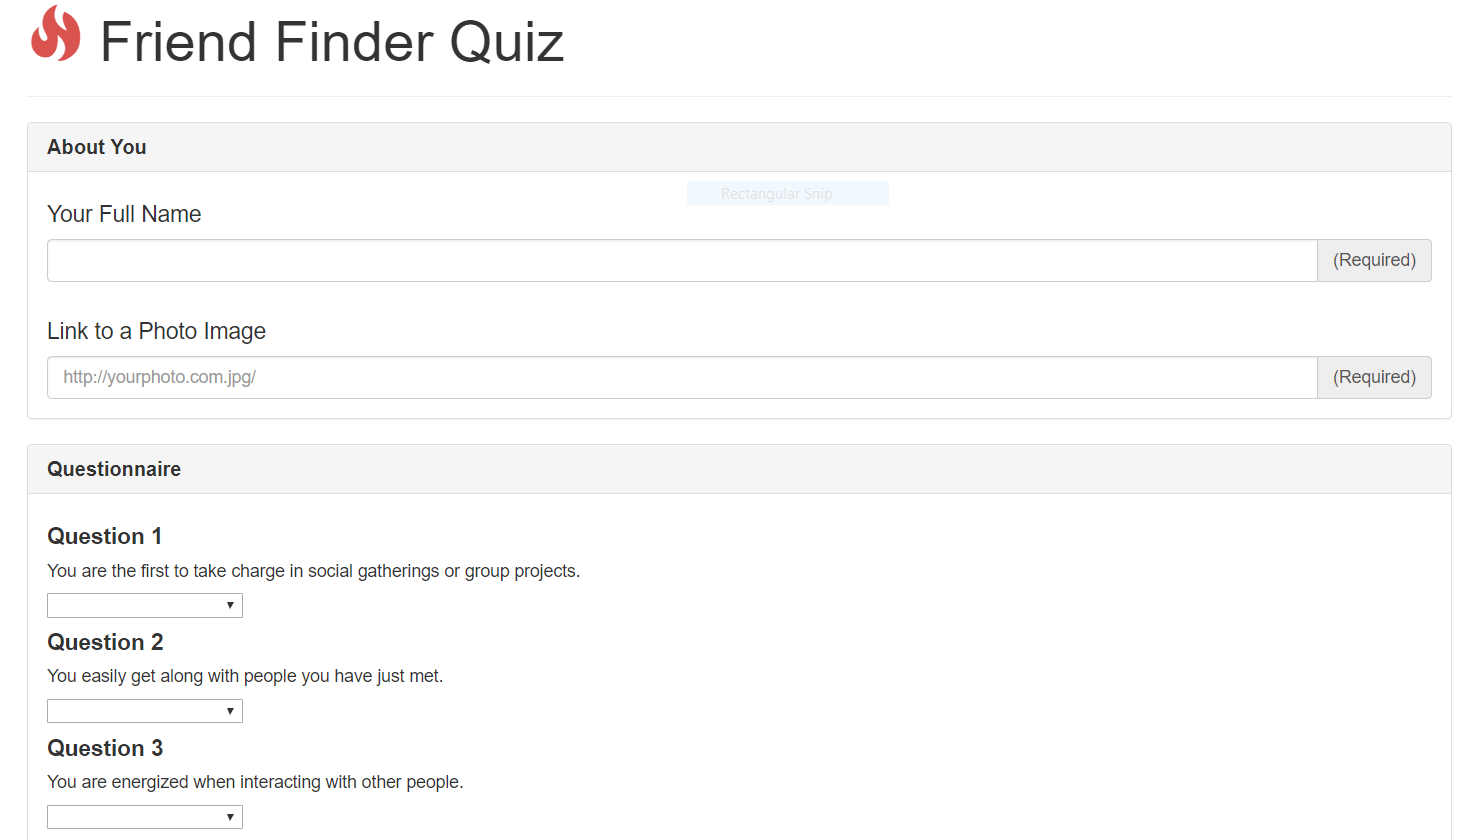 Friend Finder Quiz
About You
Rectangular Snip
Your Full Name
(Required)
Link to a Photo Image
http://yourphoto.com.jpg/
(Required)
Questionnaire
Question 1
You are the first to take charge in social gatherings or group projects.
Question 2
You easily get along with people you have just met.
Question 3
You are energized when interacting with other people.